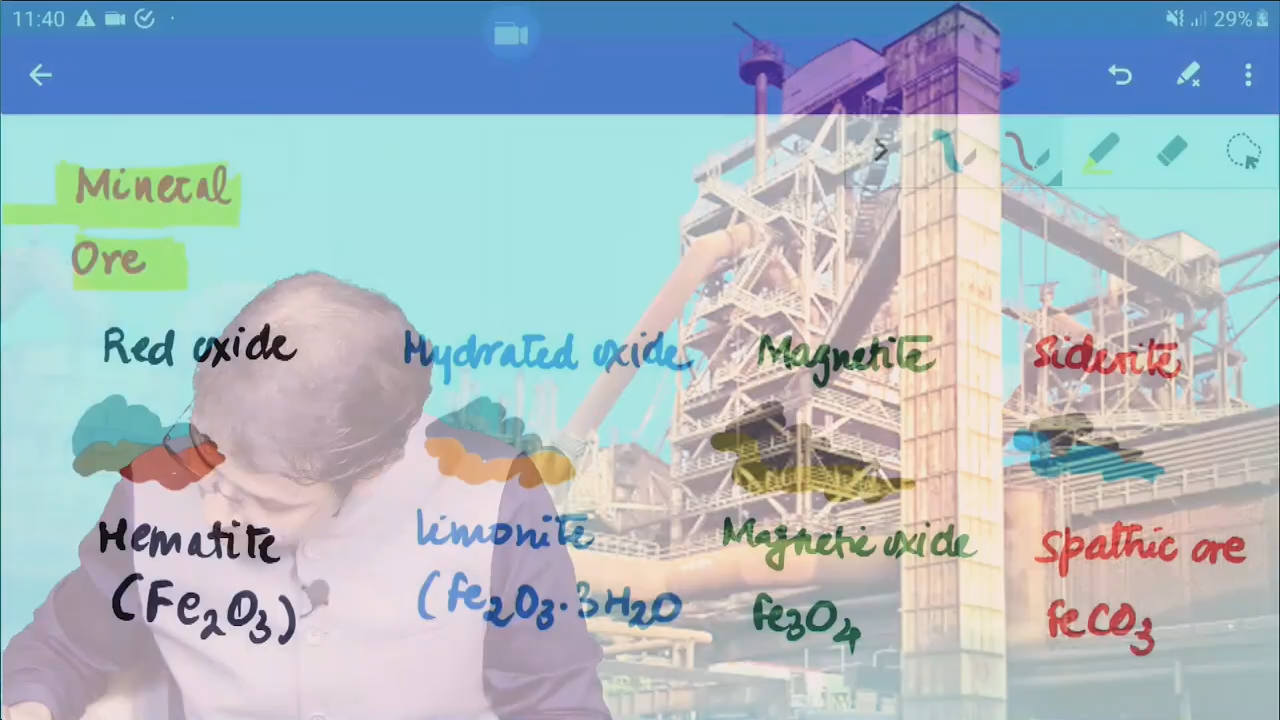 11:40
29%
Mineral
Ore
Red oxide Hydrated oxide Magnetite Siderite
Hematite Limonite Magnetic oxide Spathic ore
(Fe2O3) (Fe2O3.3H2O Fe3O4 FeCO3